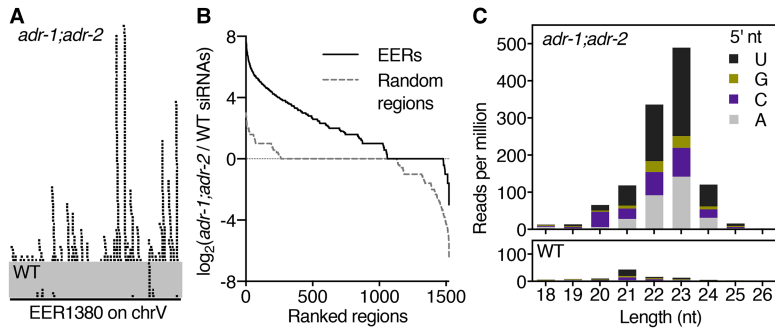 A
adr-1;adr-2
WT
EER1380 on chrV
B
log2(adr-1;adr-2 / WT siRNAs)
8
4
0
-4
-8
EERs
Random
regions
0
500
1000
1500
Ranked regions
C
adr-1;adr-2
5' nt
U
G
C
A
Reads per million
500
400
300
200
100
0
WT
100
0
18 19 20 21 22 23 24 25 26
Length (nt)